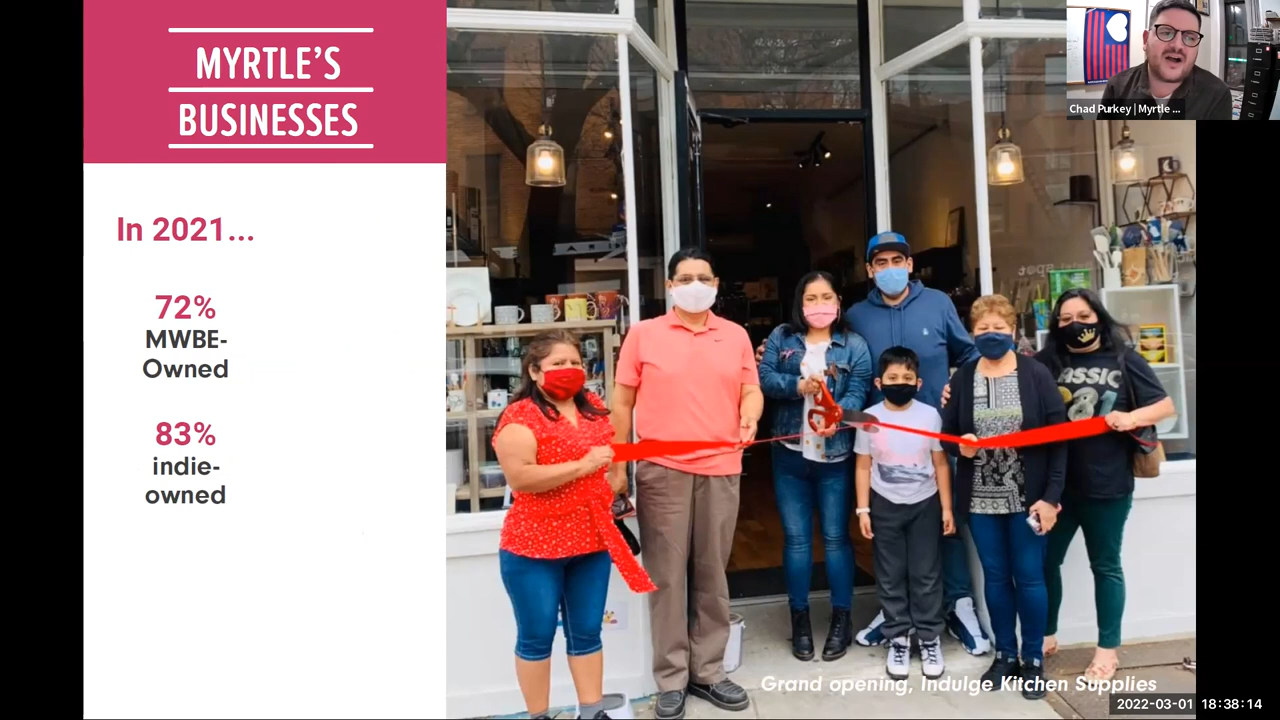 MYRTLE'S
BUSINESSES
In 2021...
72%
MWBE-
Owned
83%
indie-
owned
Chad Purkey | Myrtle ...
CLASSIC
Grand opening, Indulge Kitchen Supplies
2022-03-01 18:38:14